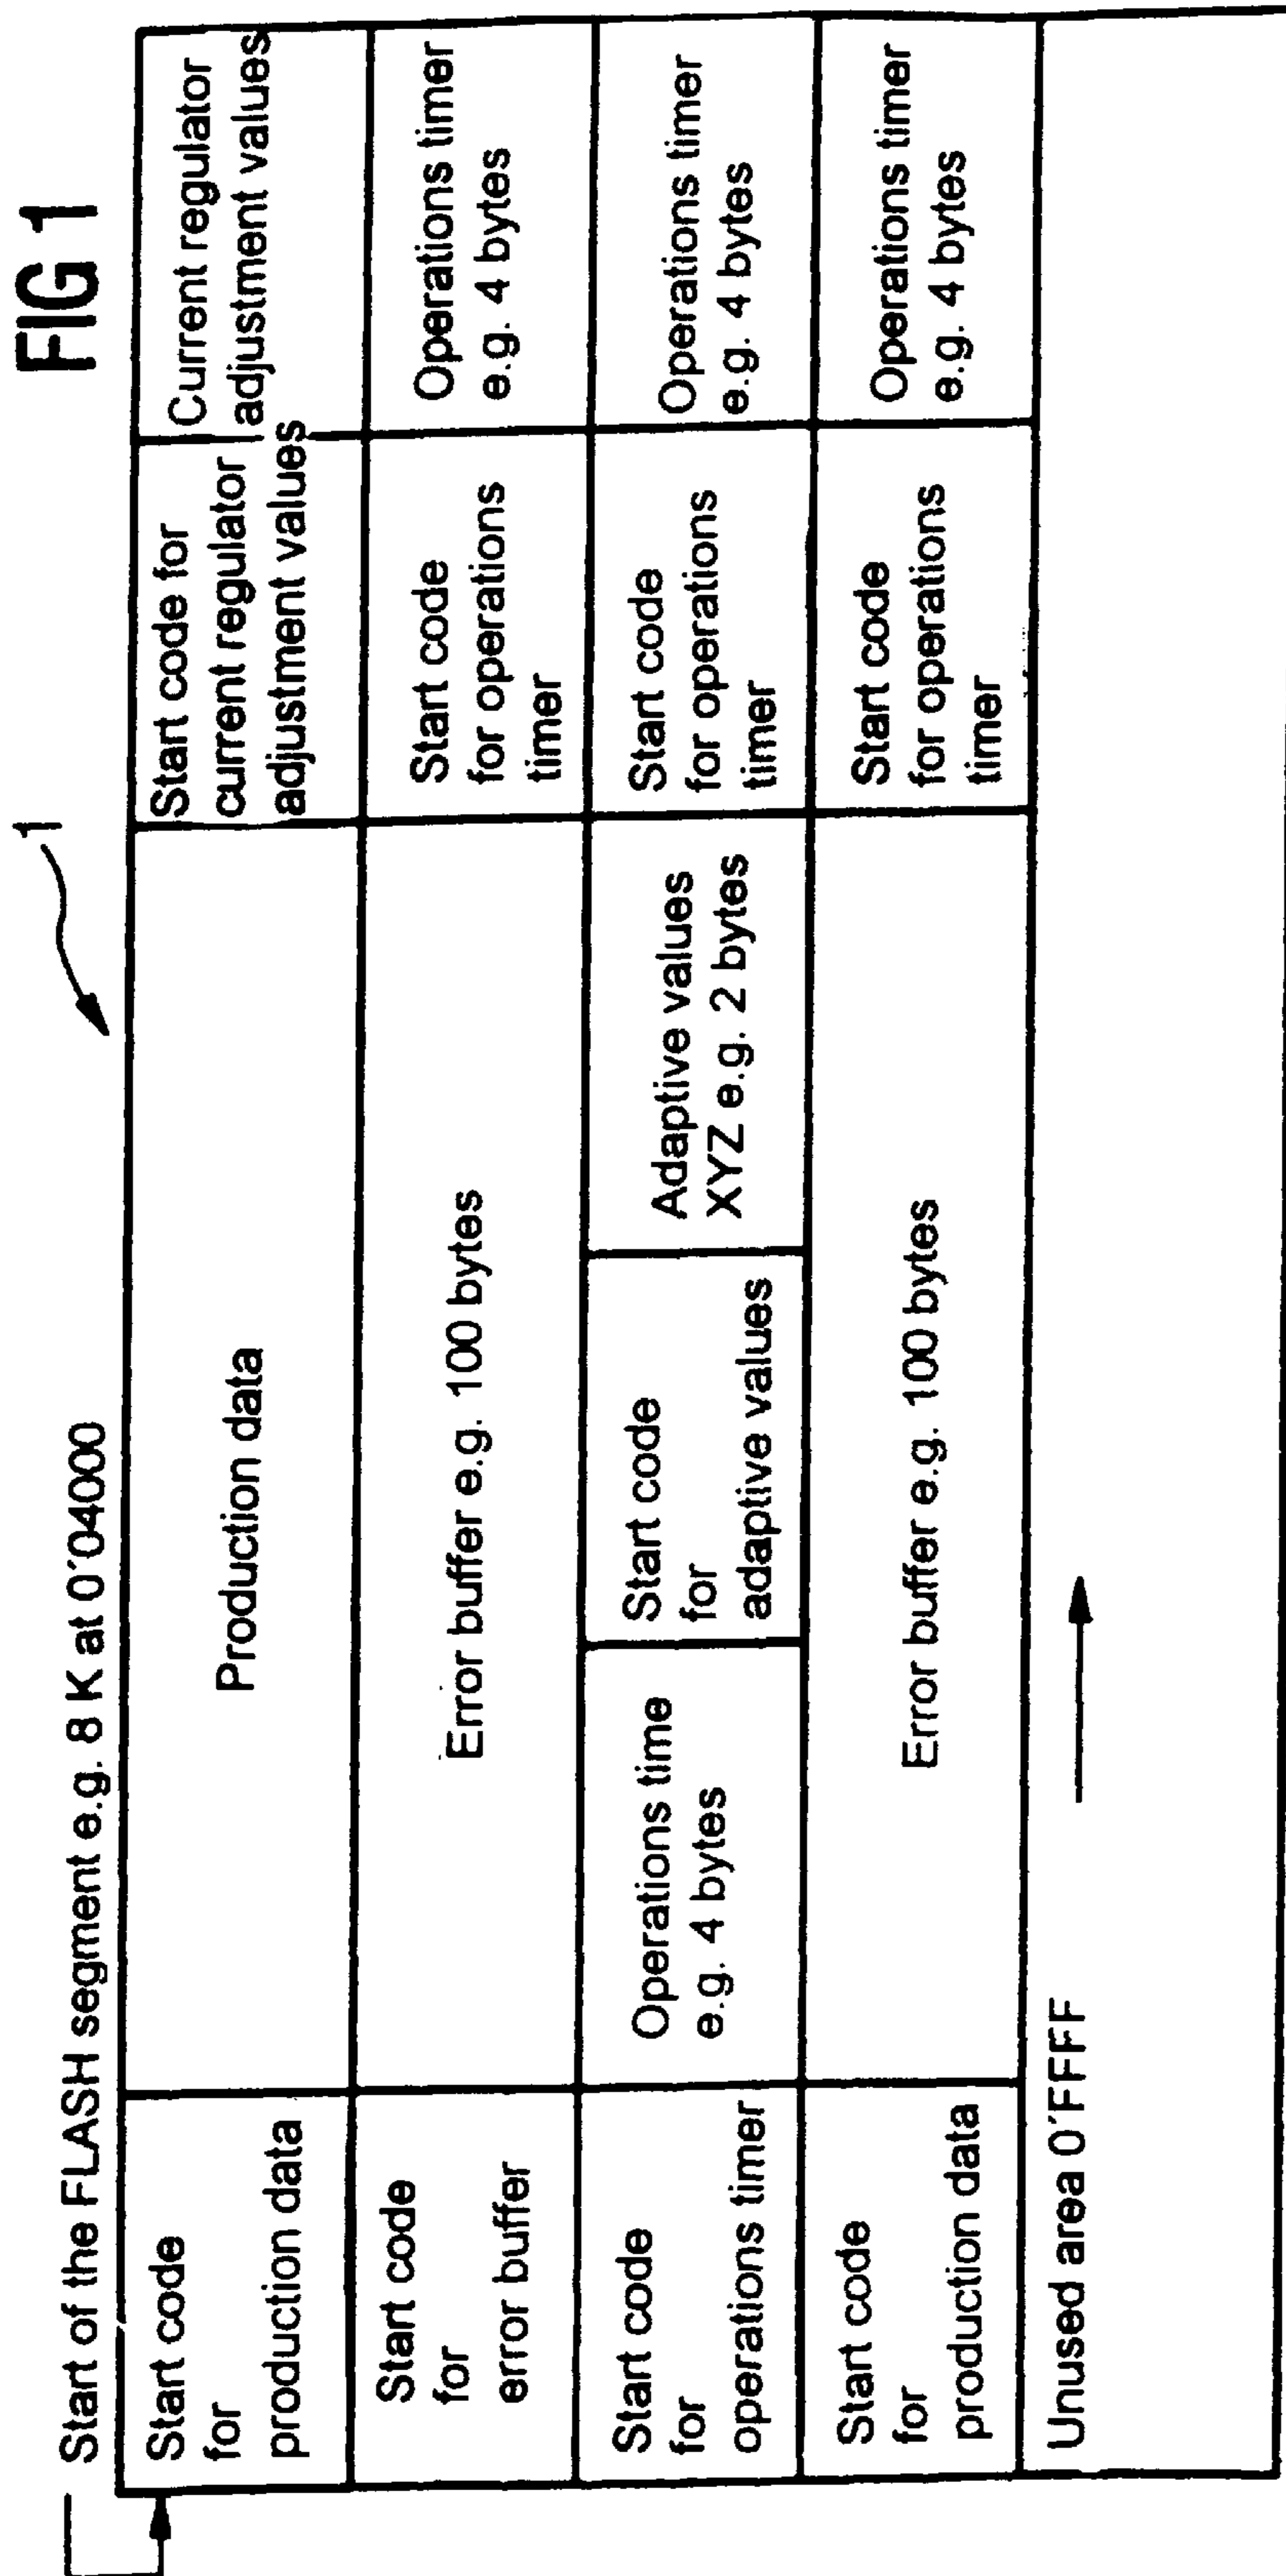 FIG 1
1
Start of the FLASH segment e.g. 8 K at 0'04000
Start code
for
production data
Production data
Start code for
current regulator
adjustment values
Current regulator
adjustment values
Start code
for
error buffer
Error buffer e.g. 100 bytes
Start code
for operations
timer
Operations timer
e.g. 4 bytes
Start code
for
operations timer
Operations time
e.g. 4 bytes
Start code
for
adaptive values
Adaptive values
XYZ e.g. 2 bytes
Start code
for operations
timer
Operations timer
e.g. 4 bytes
Start code
for
production data
Error buffer e.g. 100 bytes
Start code
for operations
timer
Operations timer
e.g. 4 bytes
Unused area 0'FFFF